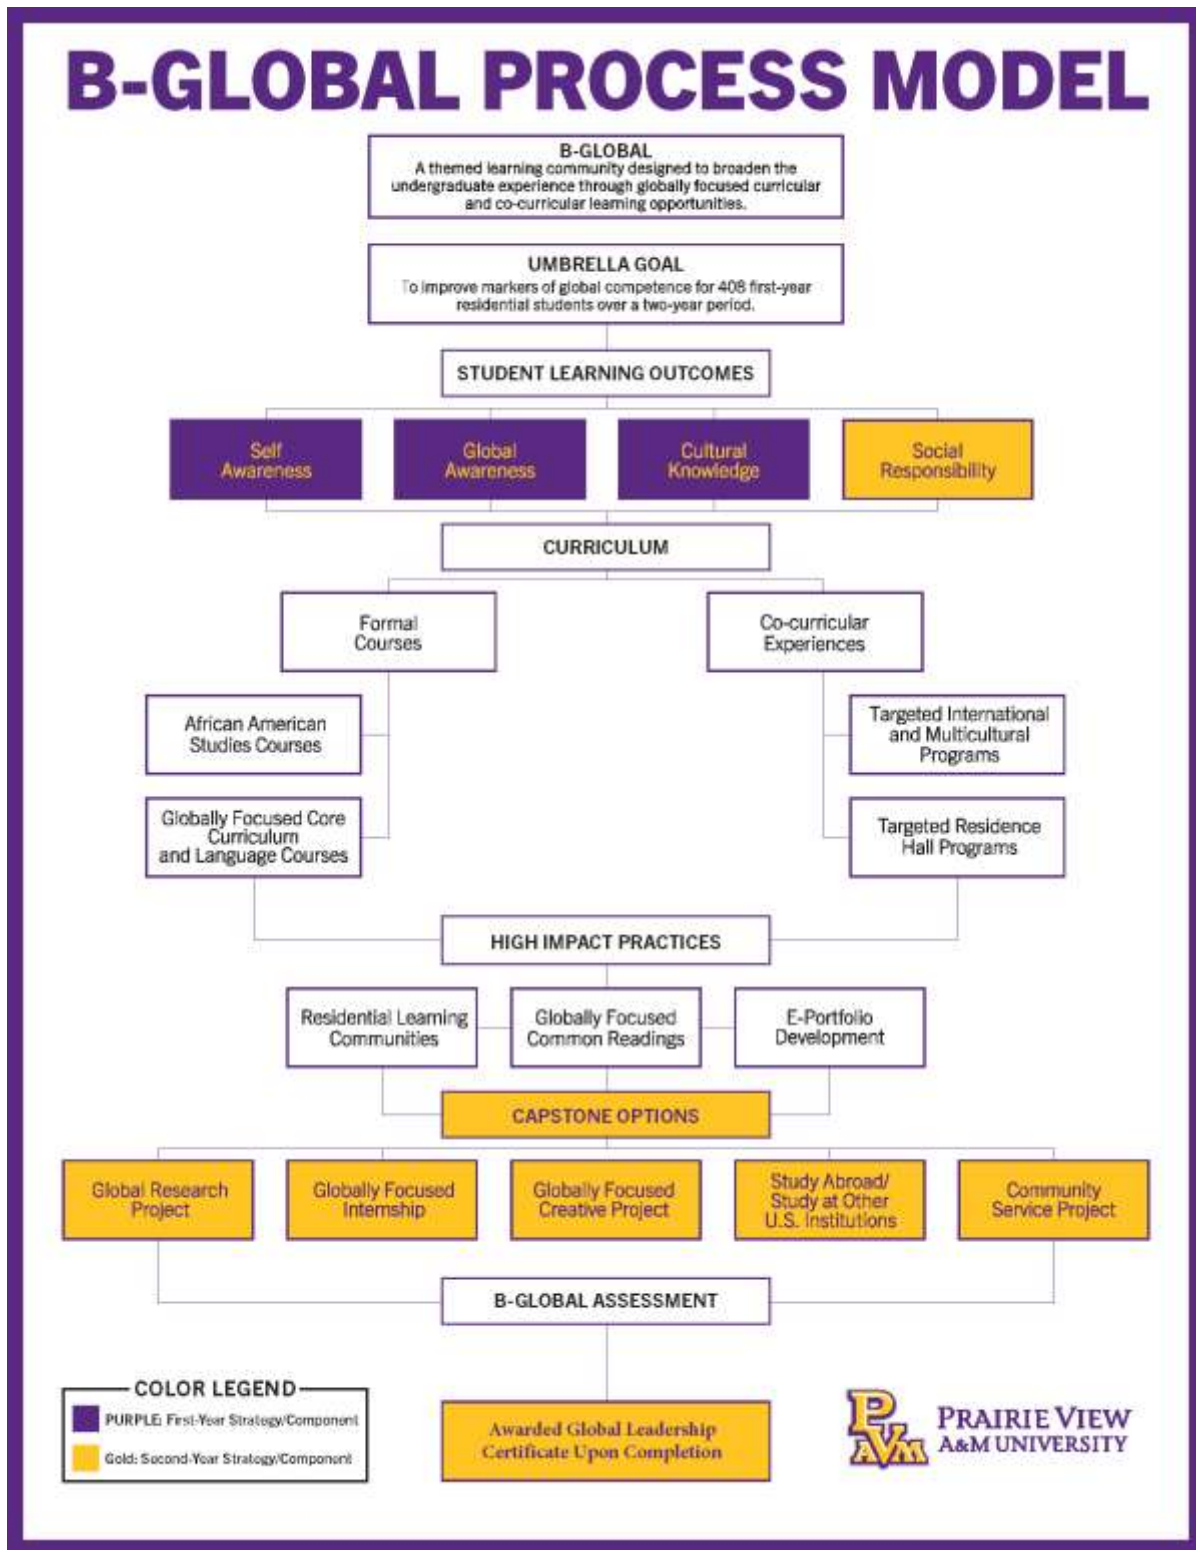 B-GLOBAL PROCESS MODEL
B-GLOBAL
A themed learning community designed to broaden the
undergraduate experience through globally focused curricular
and co-curricular learning opportunities.
UMBRELLA GOAL
To improve markers of global competence for 408 first-year
residential students over a two-year period.
STUDENT LEARNING OUTCOMES
Self
Awareness
Global
Awareness
Cultural
Knowledge
Social
Responsibility
CURRICULUM
Formal
Courses
Co-curricular
Experiences
African American
Studies Courses
Targeted International
and Multicultural
Programs
Globally Focused Core
Curriculum
and Language Courses
Targeted Residence
Hall Programs
HIGH IMPACT PRACTICES
Residential Learning
Communities
Globally Focused
Common Readings
E-Portfolio
Development
CAPSTONE OPTIONS
Global Research
Project
Globally Focused
Internship
Globally Focused
Creative Project
Study Abroad/
Study at Other
U.S. Institutions
Community
Service Project
B-GLOBAL ASSESSMENT
COLOR LEGEND
PURPLE: First-Year Strategy/Component
Gold: Second-Year Strategy/Component
Awarded Global Leadership
Certificate Upon Completion
PVAM
PRAIRIE VIEW
A&M UNIVERSITY